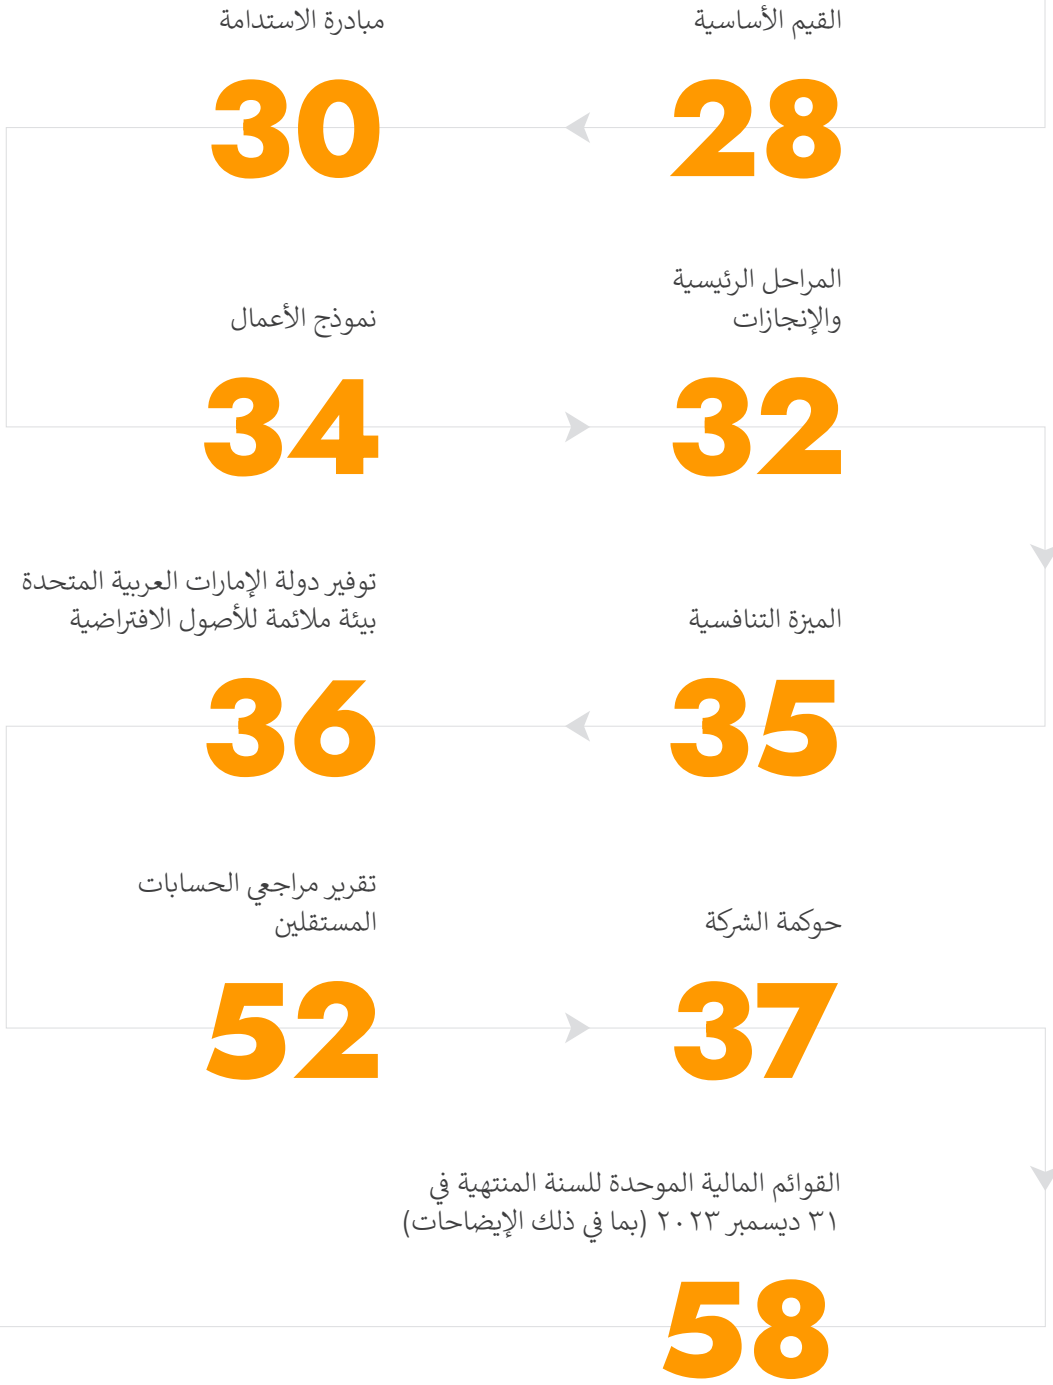 القيم الأساسية
28
مبادرة الاستدامة
30
المراحل الرئيسية
والإنجازات
32
نموذج الأعمال
34
الميزة التنافسية
35
توفير دولة الإمارات العربية المتحدة
بيئة ملائمة للأصول الافتراضية
36
حوكمة الشركة
37
تقرير مراجعي الحسابات
المستقلين
52
القوائم المالية الموحدة للسنة المنتهية في
٣١ ديسمبر ٢٠٢٣ (بما في ذلك الإيضاحات)
58